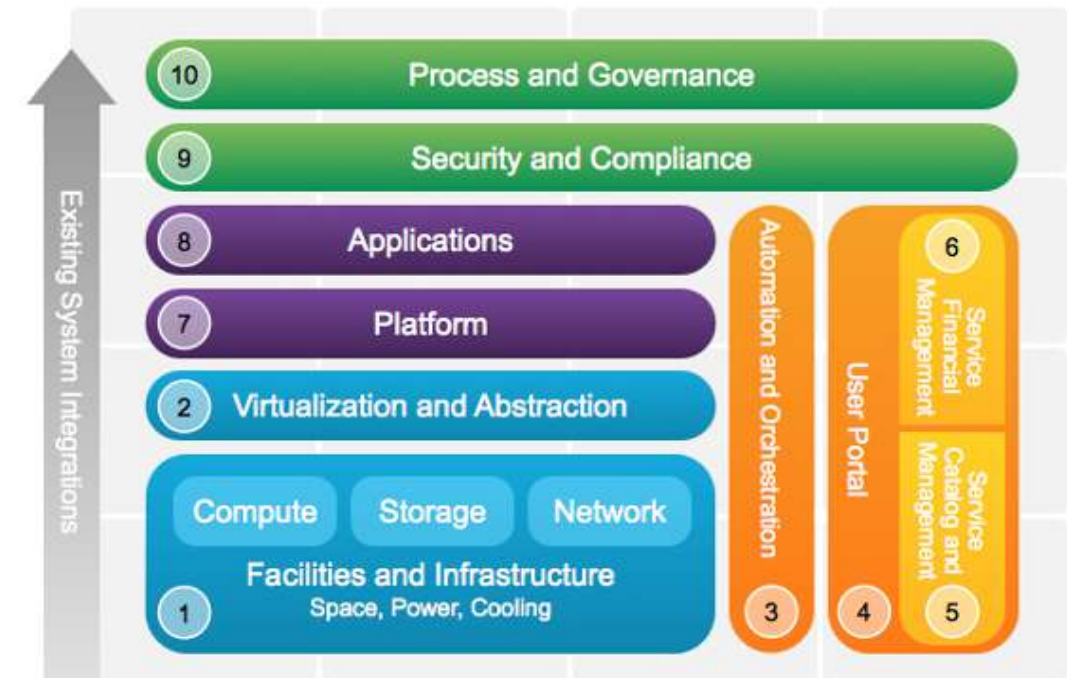 Existing System Integrations
10
Process and Governance
9
Security and Compliance
8
Applications
7
Platform
2
Virtualization and Abstraction
Compute
Storage
Network
Facilities and Infrastructure
Space, Power, Cooling
1
Automation and Orchestration
3
User Portal
4
6
Service
Financial
Management
Service
Catalog and
Management
5